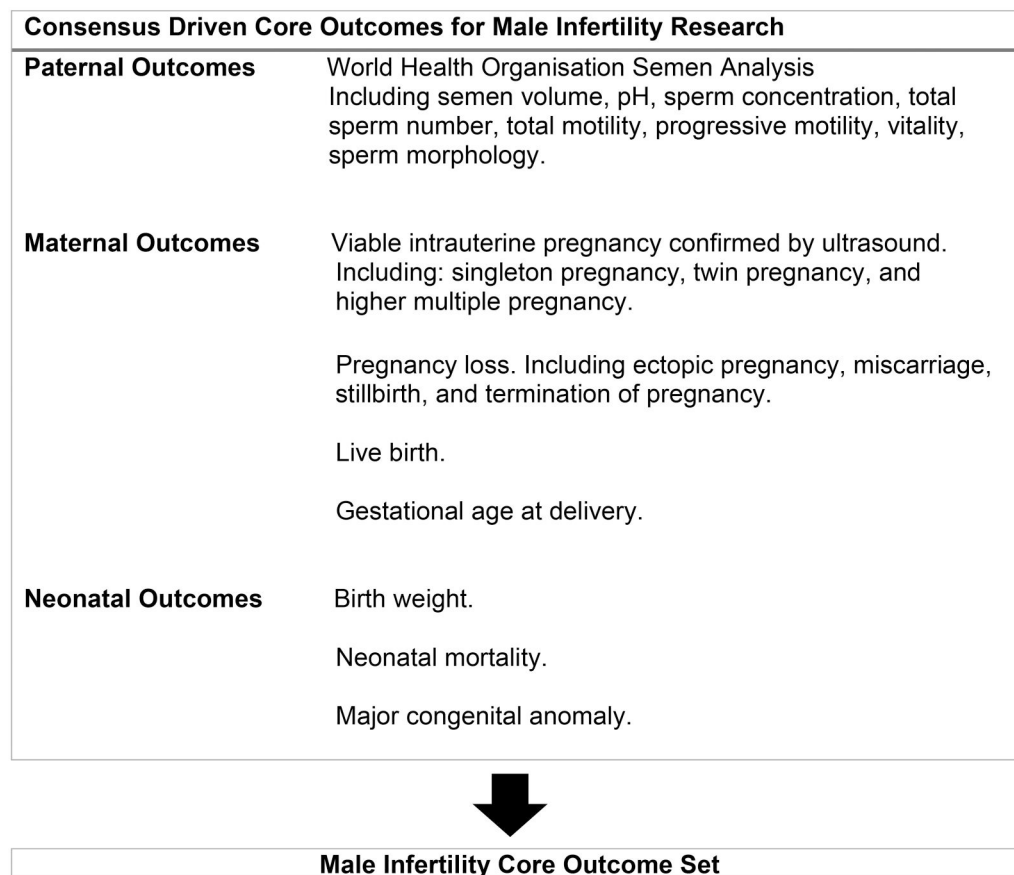 Consensus Driven Core Outcomes for Male Infertility Research
Paternal Outcomes World Health Organisation Semen Analysis
Including semen volume, pH, sperm concentration, total
sperm number, total motility, progressive motility, vitality,
sperm morphology.
Maternal Outcomes Viable intrauterine pregnancy confirmed by ultrasound.
Including: singleton pregnancy, twin pregnancy, and
higher multiple pregnancy.
Pregnancy loss. Including ectopic pregnancy, miscarriage,
stillbirth, and termination of pregnancy.
Live birth.
Gestational age at delivery.
Neonatal Outcomes Birth weight.
Neonatal mortality.
Major congenital anomaly.
Male Infertility Core Outcome Set